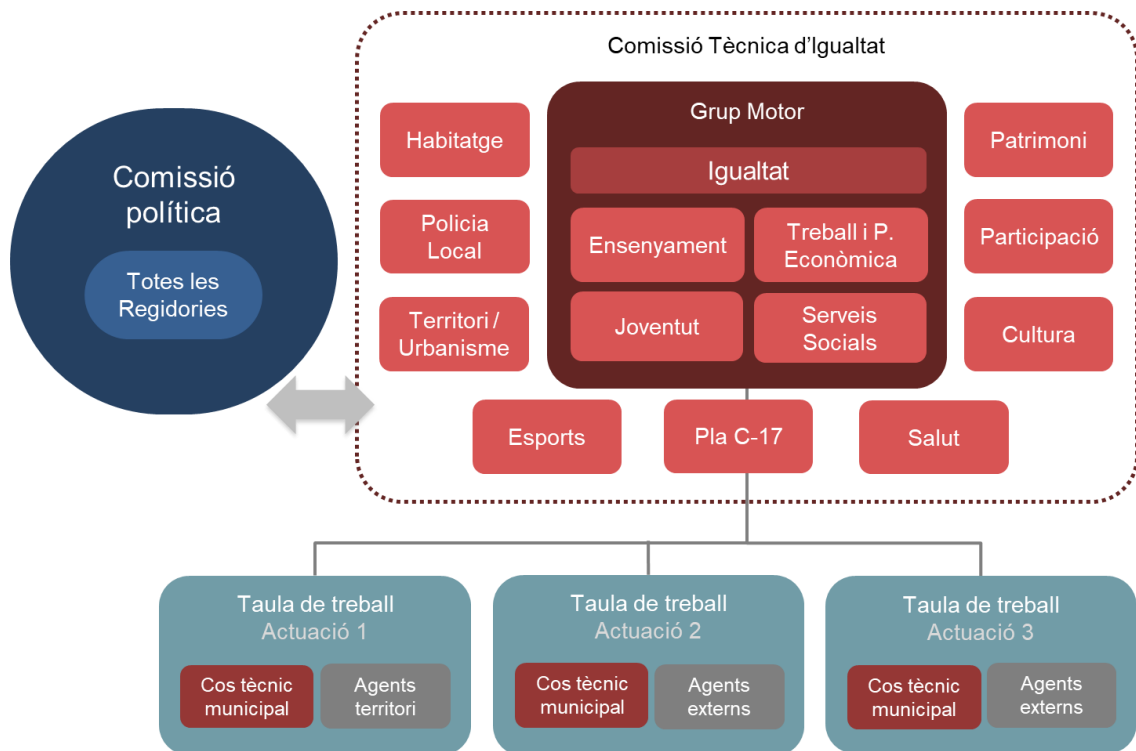 Comissió
política
Totes les
Regidories
Comissió Tècnica d’Igualtat
Habitatge
Policia
Local
Territori /
Urbanisme
Grup Motor
Igualtat
Ensenyament
Treball i P.
Econòmica
Joventut
Serveis
Socials
Patrimoni
Participació
Cultura
Esports
Pla C-17
Salut
Taula de treball
Actuació 1
Cos tècnic
municipal
Agents
territori
Taula de treball
Actuació 2
Cos tècnic
municipal
Agents
externs
Taula de treball
Actuació 3
Cos tècnic
municipal
Agents
externs